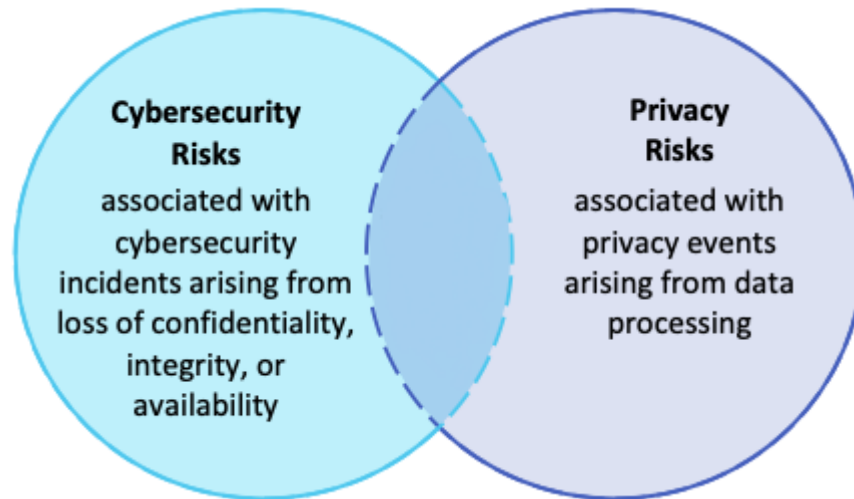 Cybersecurity
Risks
associated with
cybersecurity
incidents arising from
loss of confidentiality,
integrity, or
availability
Privacy
Risks
associated with
privacy events
arising from data
processing